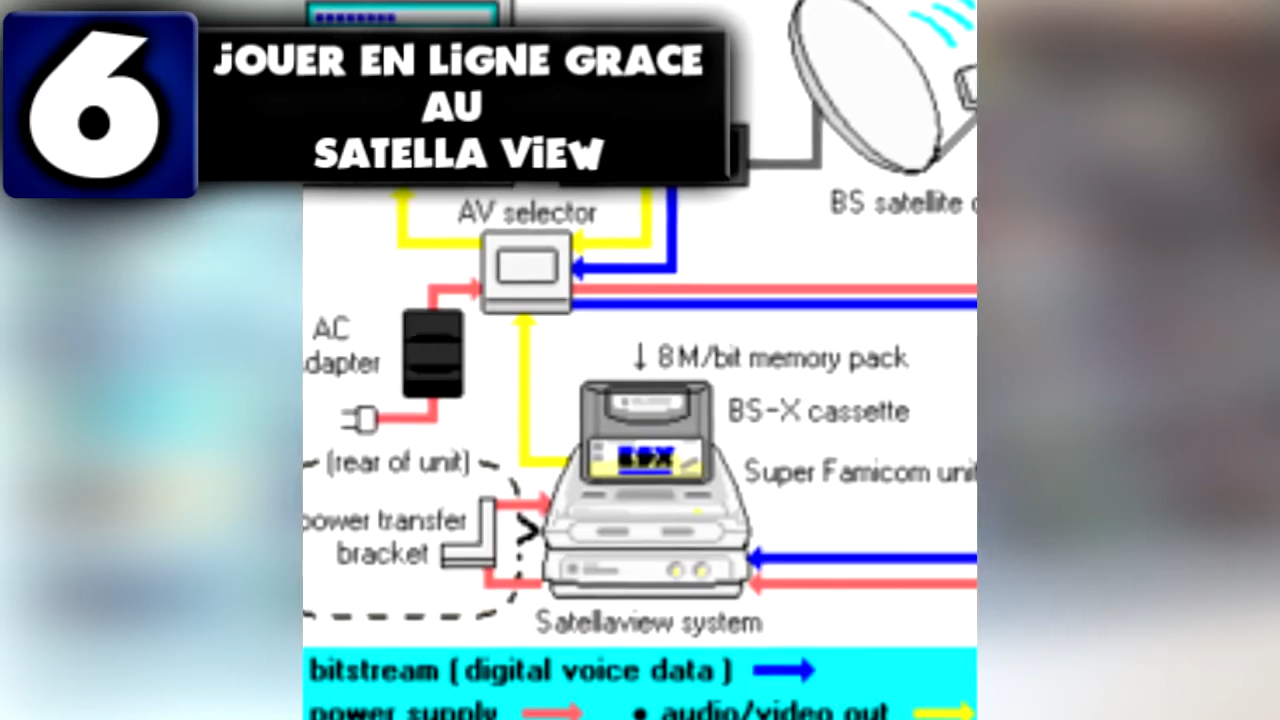 6
JOUER EN LIGNE GRACE
AU
SATELLA VIEW
BS satellite
AV selector
AC
dapter
↓ 8M/bit memory pack
BS-X cassette
(rear of unit)
Super Famicom unit
power transfer
bracket
Satellaview system
bitstream ( digital voice data )
power supply
• audio/video out